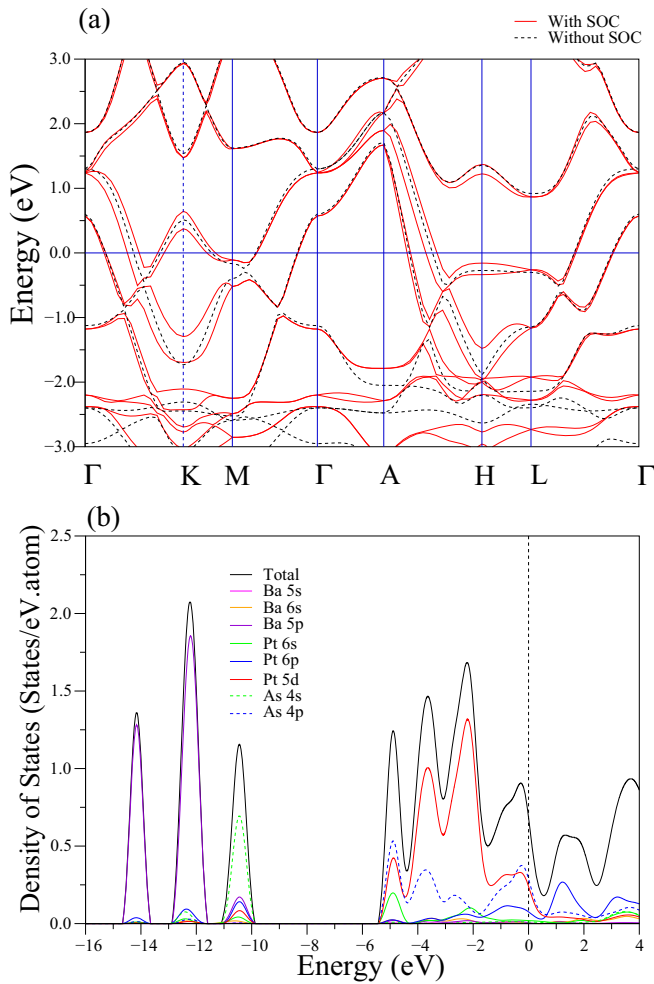 (a)
With SOC
Without SOC
3.0
2.0
1.0
0.0
−1.0
−2.0
−3.0
Energy (eV)
Γ K M Γ A H L Γ
(b)
2.5
2.0
1.5
1.0
0.5
0.0
Density of States (States/eV.atom)
Total
Ba 5s
Ba 6s
Ba 5p
Pt 6s
Pt 6p
Pt 5d
As 4s
As 4p
−16 −14 −12 −10 −8 −6 −4 −2 0 2 4
Energy (eV)